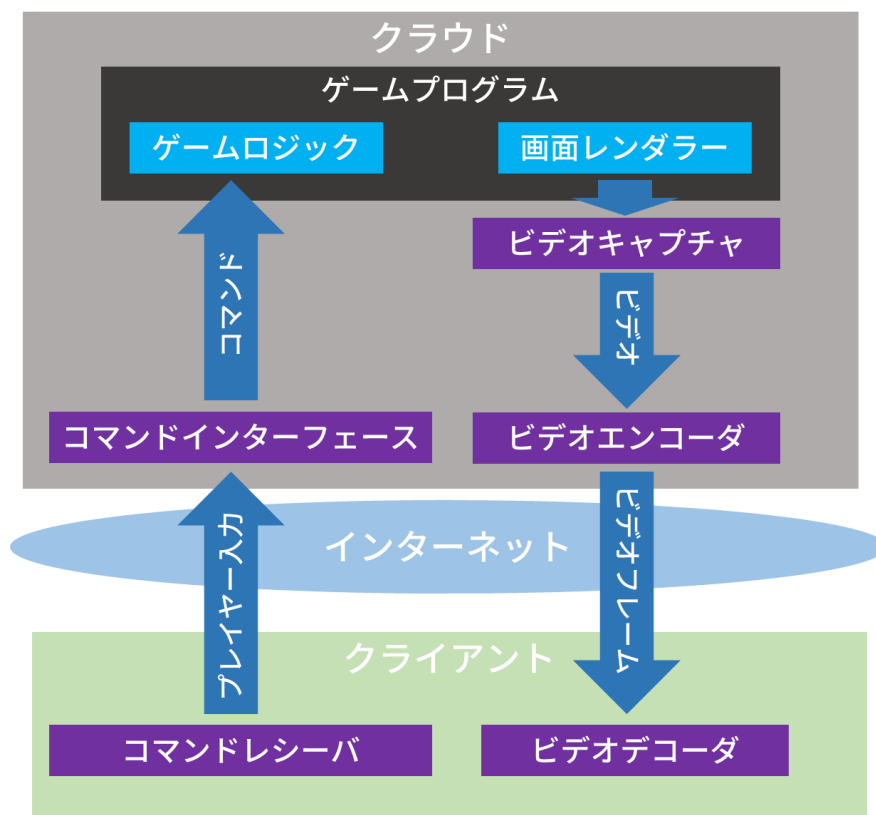 クラウド
ゲームプログラム
ゲームロジック
画面レンダラー
ビデオキャプチャ
コマンド
ビデオ
コマンドインターフェース
ビデオエンコーダ
インターネット
プレイヤー入力
ビデオフレーム
クライアント
コマンドレシーバ
ビデオデコーダ